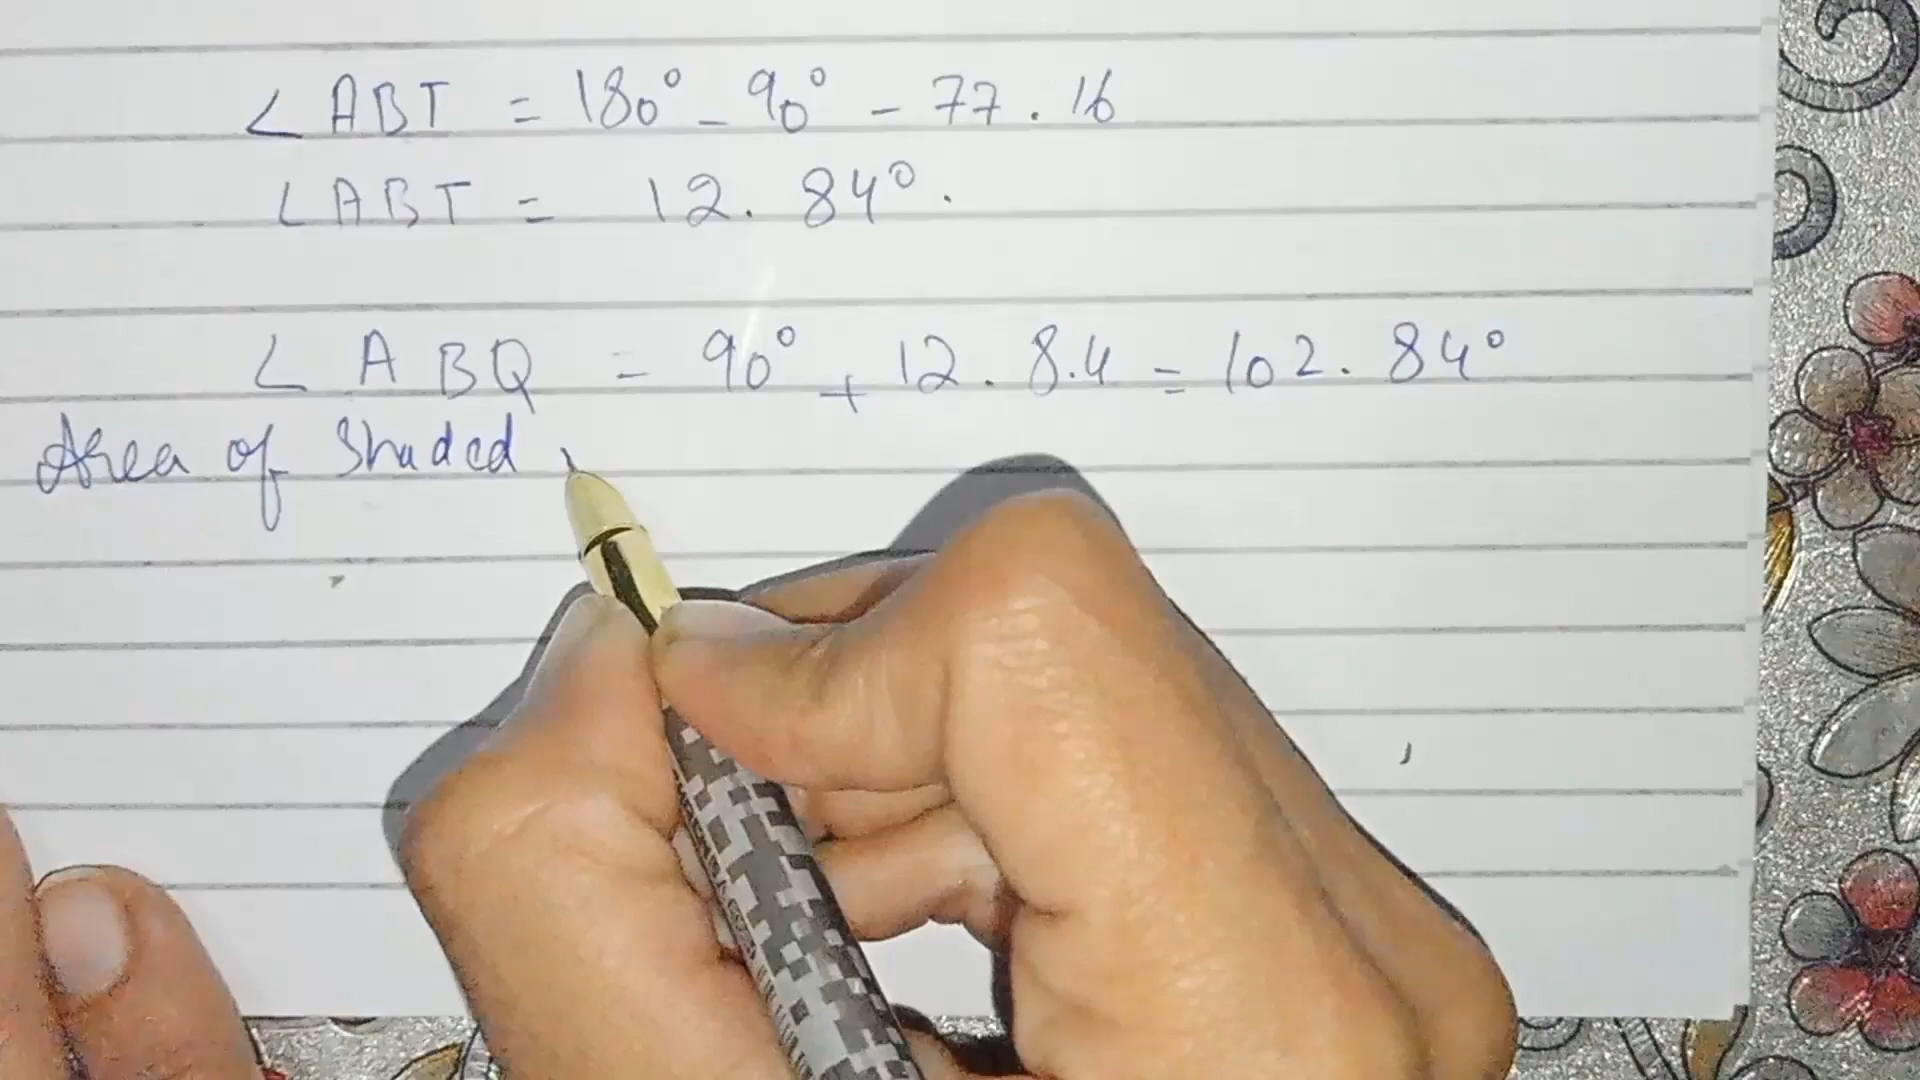 ∠ABT = 180° - 90° - 77.16
∠ABT = 12.84°.
∠ABQ = 90° + 12.8.4 = 102.84°
Area of shaded